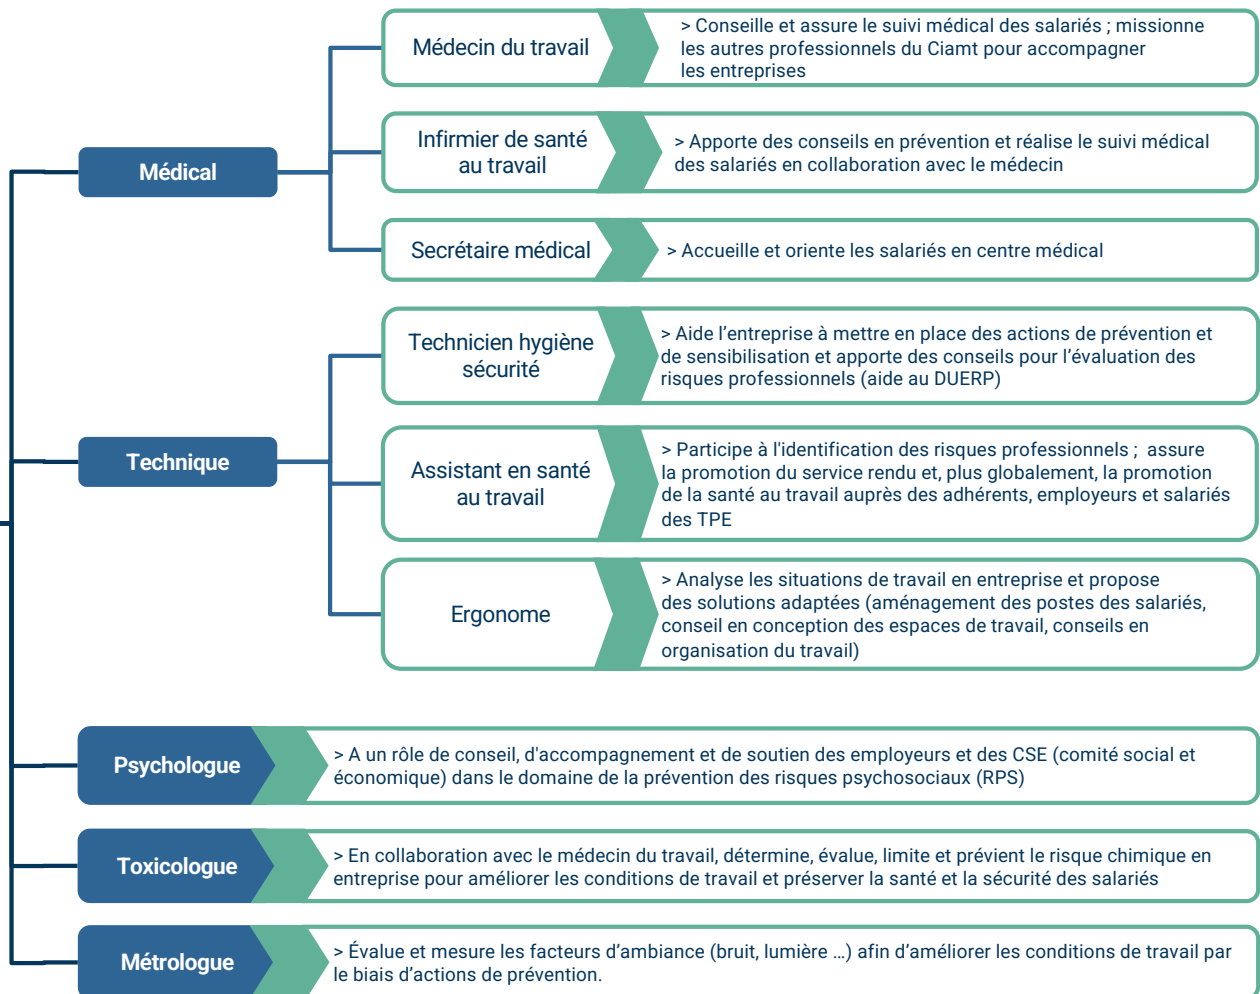 Médical
Médecin du travail
> Conseille et assure le suivi médical des salariés ; missionne
les autres professionnels du Ciamt pour accompagner
les entreprises
Infirmier de santé
au travail
> Apporte des conseils en prévention et réalise le suivi médical
des salariés en collaboration avec le médecin
Secrétaire médical
> Accueille et oriente les salariés en centre médical
Technique
Technicien hygiène
sécurité
> Aide l’entreprise à mettre en place des actions de prévention et
de sensibilisation et apporte des conseils pour l’évaluation des
risques professionnels (aide au DUERP)
Assistant en santé
au travail
> Participe à l'identification des risques professionnels ; assure
la promotion du service rendu et, plus globalement, la promotion
de la santé au travail auprès des adhérents, employeurs et salariés
des TPE
Ergonome
> Analyse les situations de travail en entreprise et propose
des solutions adaptées (aménagement des postes des salariés,
conseil en conception des espaces de travail, conseils en
organisation du travail)
Psychologue
> A un rôle de conseil, d'accompagnement et de soutien des employeurs et des CSE (comité social et
économique) dans le domaine de la prévention des risques psychosociaux (RPS)
Toxicologue
> En collaboration avec le médecin du travail, détermine, évalue, limite et prévient le risque chimique en
entreprise pour améliorer les conditions de travail et préserver la santé et la sécurité des salariés
Métrologue
> Évalue et mesure les facteurs d’ambiance (bruit, lumière …) afin d’améliorer les conditions de travail par
le biais d’actions de prévention.